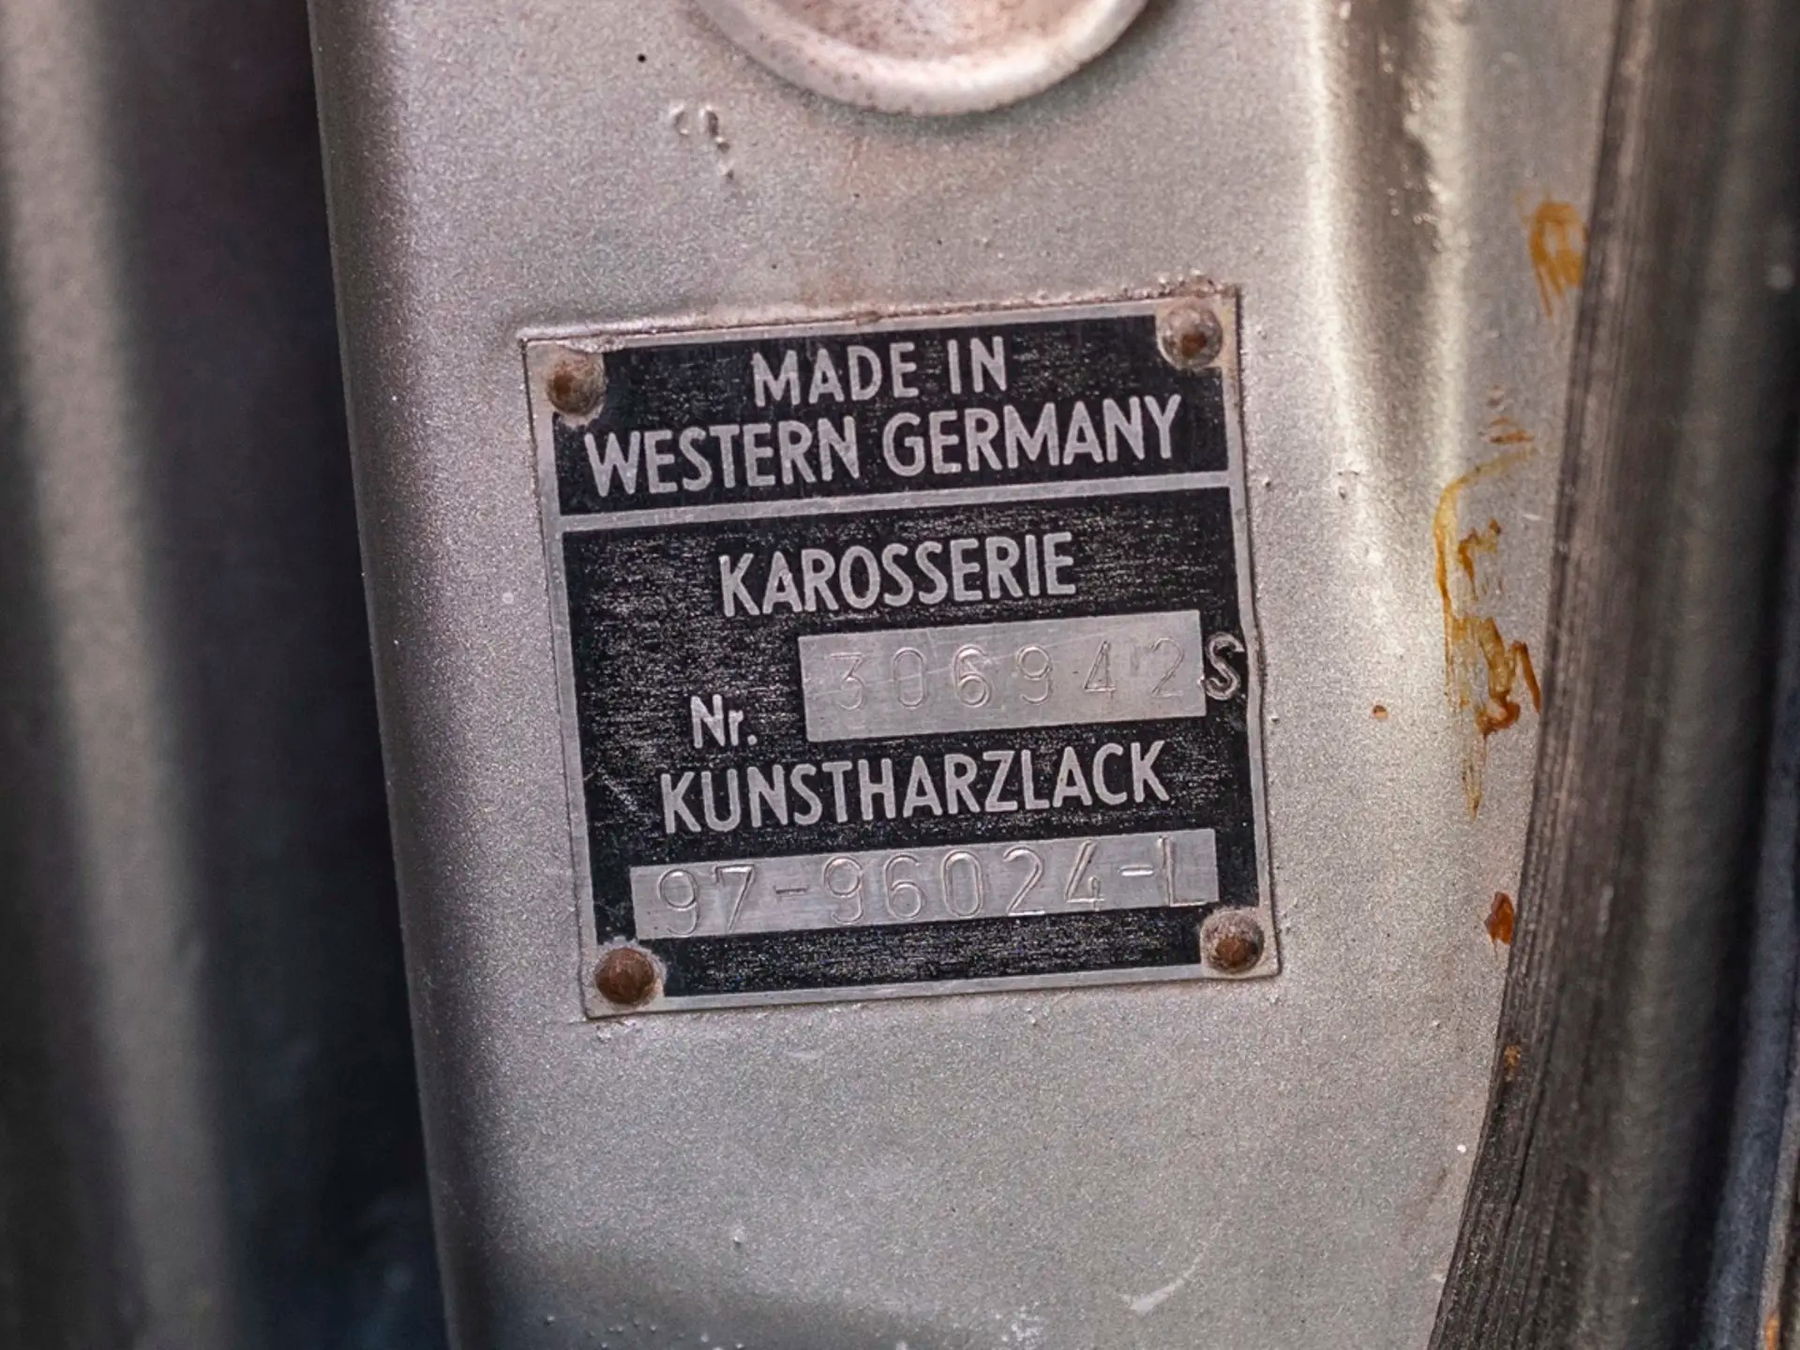 MADE IN
WESTERN GERMANY
KAROSSERIE
Nr. 306942S
KUNSTHARZLACK
97-96024-L